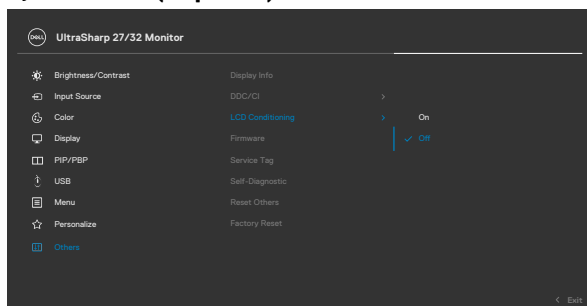 DELL
UltraSharp 27/32 Monitor
Brightness/Contrast
Display Info
Input Source
DDC/CI
Color
LCD Conditioning
On
Display
Firmware
Off
PIP/PBP
Service Tag
USB
Self-Diagnostic
Menu
Reset Others
Personalize
Factory Reset
Others
Exit